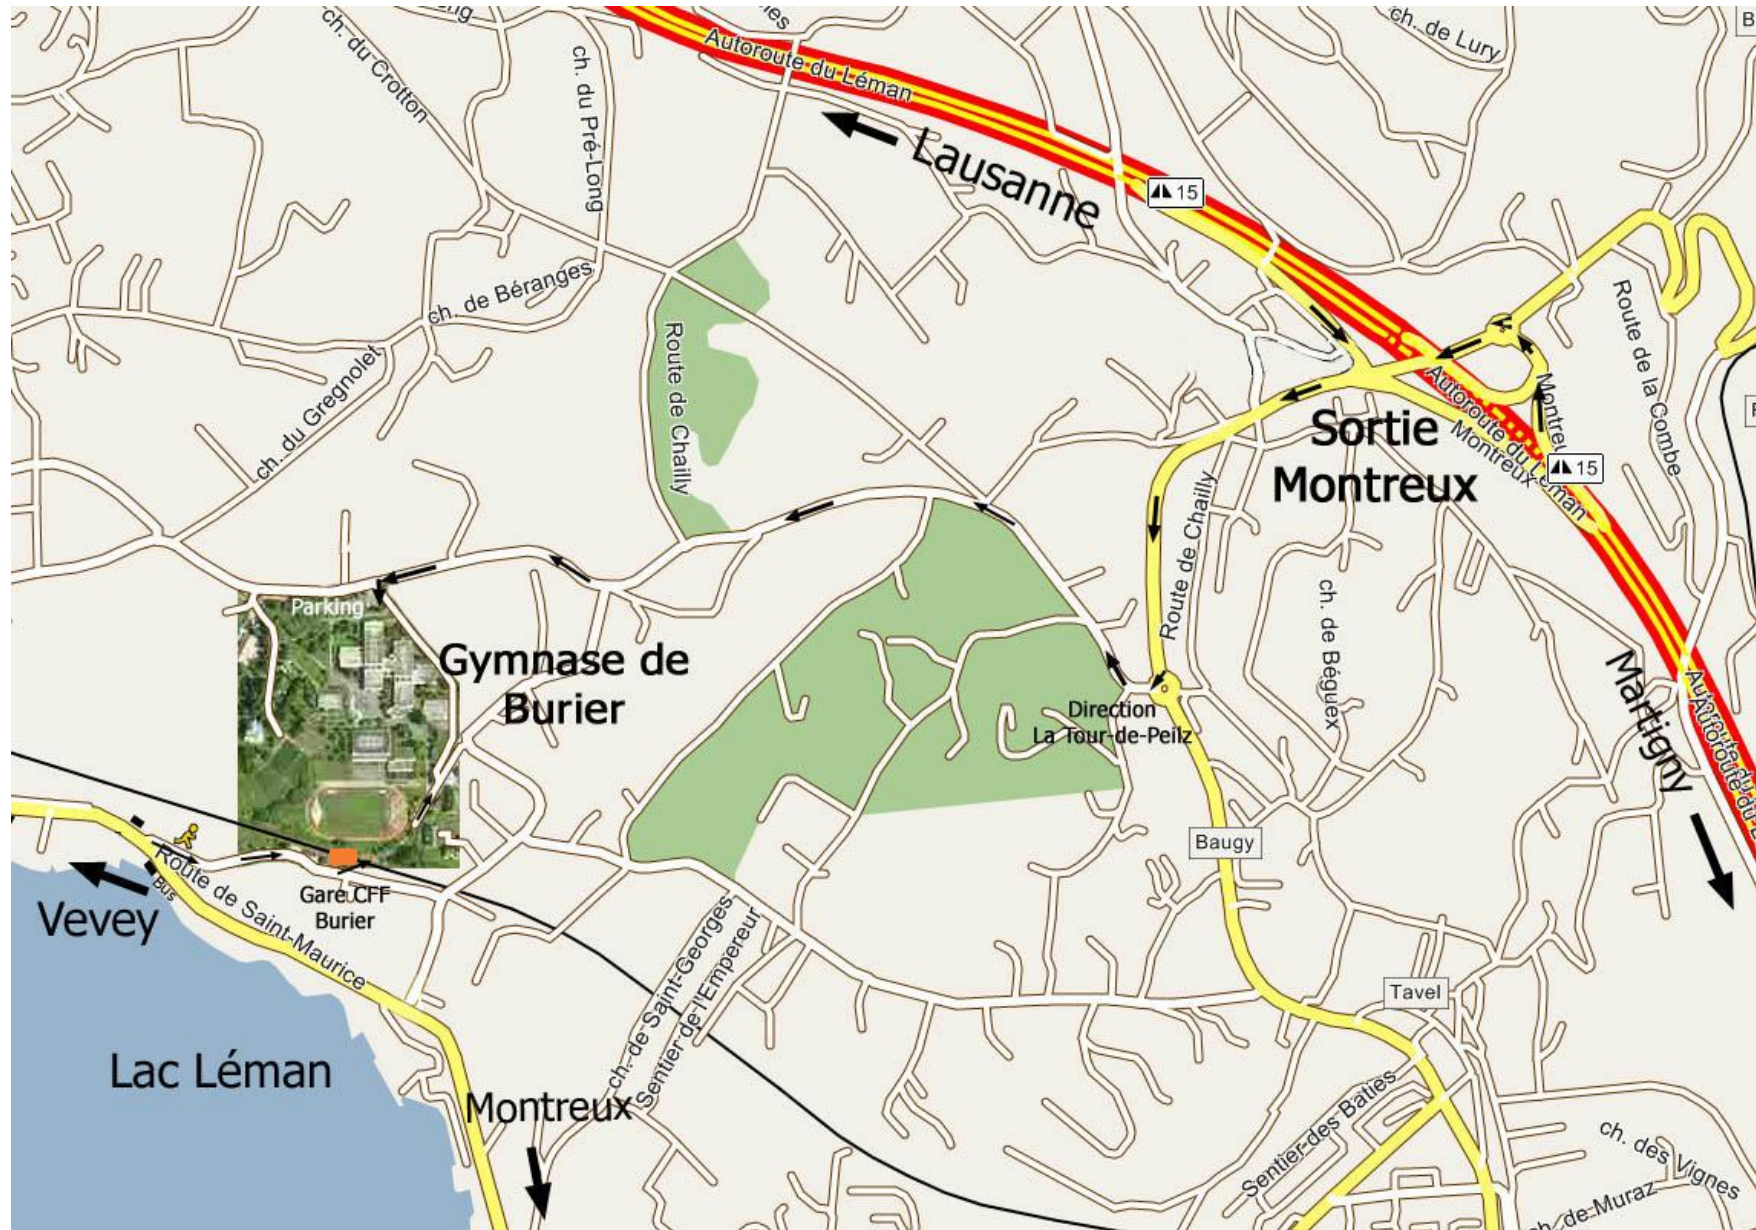 ch. du Crotton
ch. du Pré-Long
Autoroute du Léman
ch. de Lury
Lausanne
15
ch. de Béranges
Route de Chailly
Route de la Combe
ch. du Gregnolet
Autoroute du Léman
Montreux
Sortie
Montreux
15
Route de Chailly
ch. de Béguex
Parking
Gymnase de
Burier
Direction
La Tour-de-Peilz
Martigny
Autoroute du
Baugy
Route de Saint-Maurice
Bus
Vevey
Gare CFF
Burier
ch. de Saint-Georges
Sentier de l'Empereur
Tavel
Lac Léman
Montreux
Sentier des Baties
ch. des Vignes
ch. de Muraz